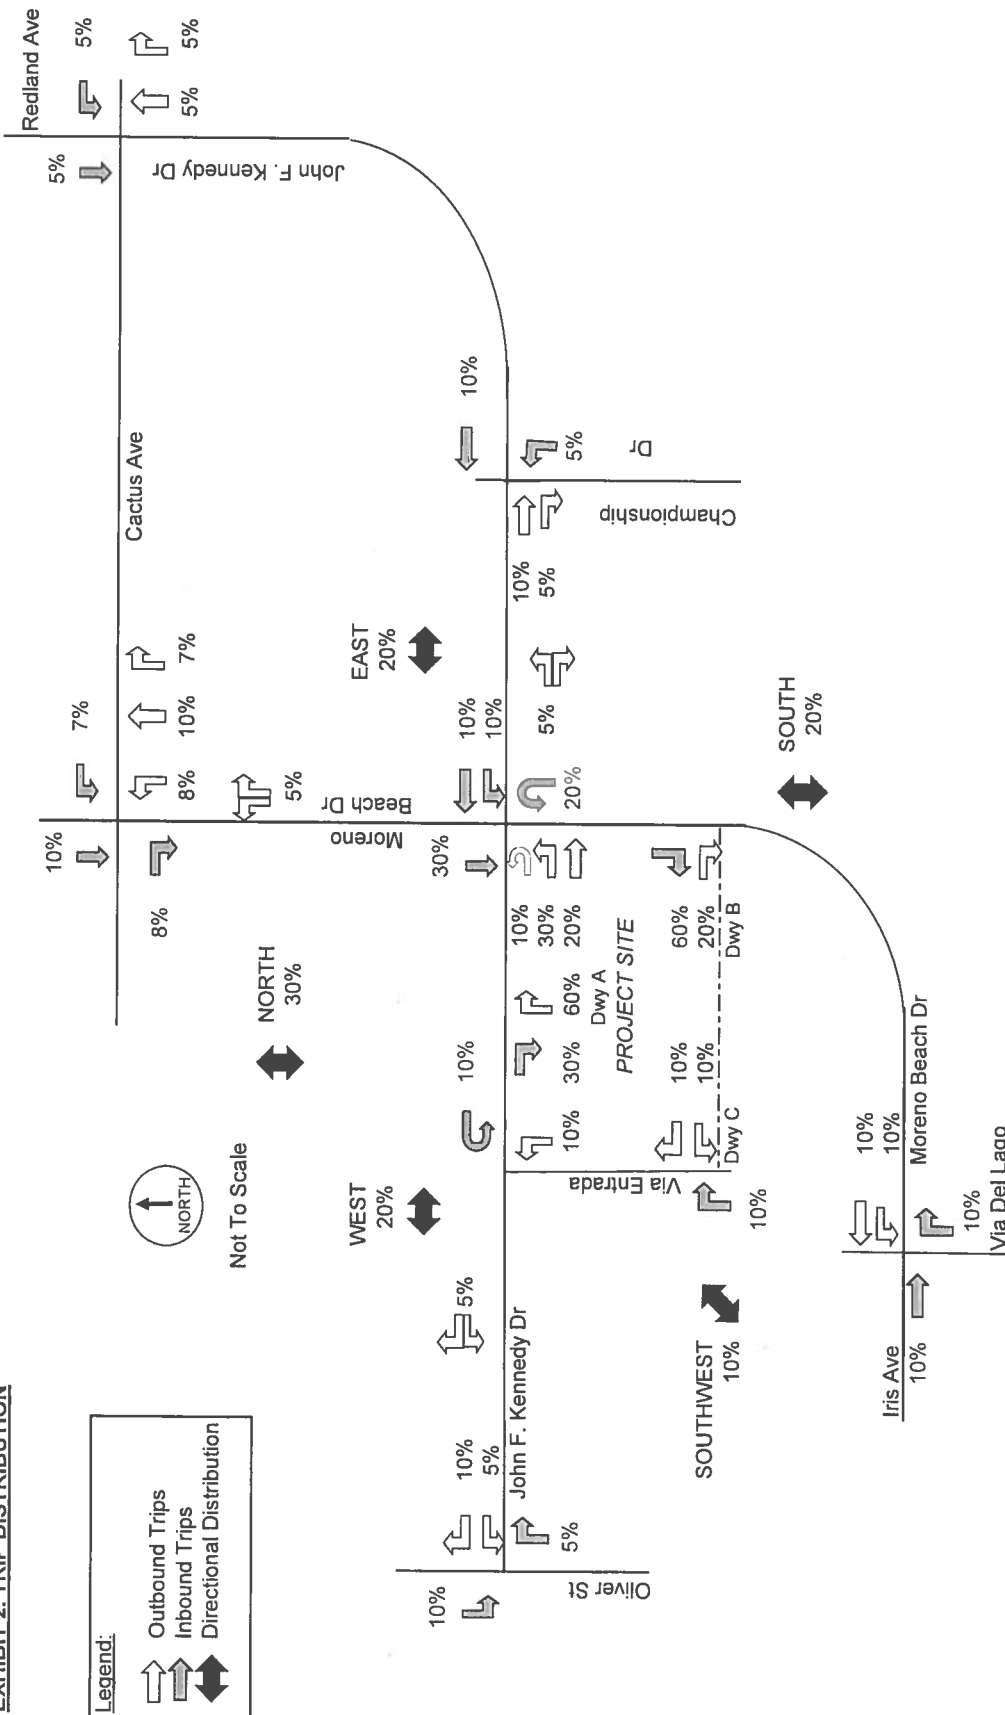 EXHIBIT 2: TRIP DISTRIBUTION
Legend:
Outbound Trips
Inbound Trips
Directional Distribution
NORTH
Not To Scale
NORTH
30%
WEST
20%
EAST
20%
SOUTH
20%
SOUTHWEST
10%
Redland Ave
5%
5%
5%
5%
John F. Kennedy Dr
Cactus Ave
10%
7%
8%
8%
10%
7%
5%
Moreno
Beach Dr
30%
10%
10%
10%
30%
20%
20%
5%
10%
10%
5%
5%
Championship
Dr
10%
10%
30%
60%
Dwy A
PROJECT SITE
60%
20%
Dwy B
10%
10%
Dwy C
Via Entrada
10%
5%
10%
5%
John F. Kennedy Dr
5%
10%
Oliver St
Iris Ave
10%
10%
10%
Moreno Beach Dr
10%
Via Del Lago